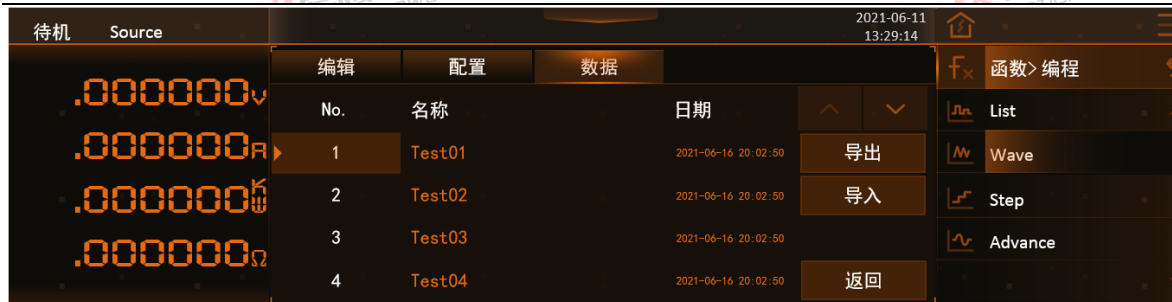 待机 Source
2021-06-11
13:29:14
.000000V
.000000A
.000000KW
.000000Ω
编辑 配置 数据
No. 名称 日期
1 Test01 2021-06-16 20:02:50 导出
2 Test02 2021-06-16 20:02:50 导入
3 Test03 2021-06-16 20:02:50
4 Test04 2021-06-16 20:02:50 返回
fx 函数>编程
List
Wave
Step
Advance